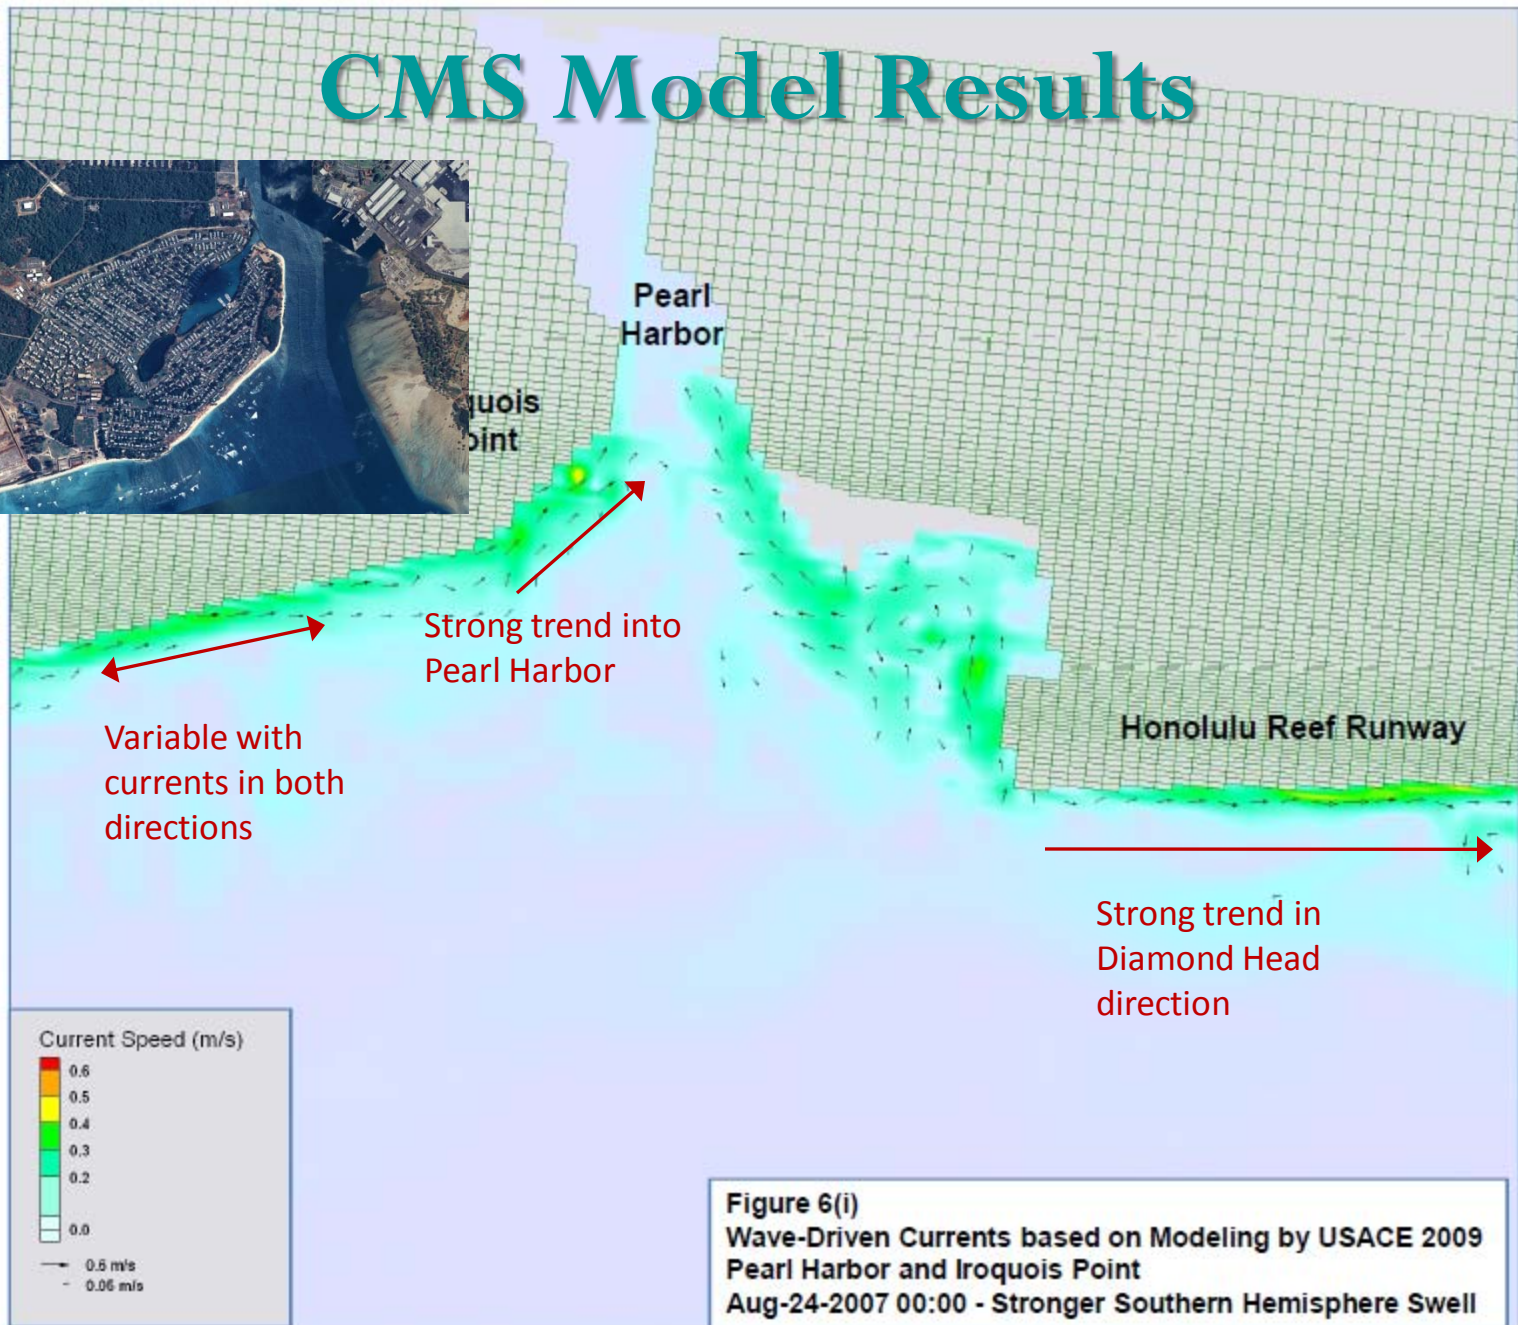 CMS Model Results
Pearl
Harbor
quois
oint
Strong trend into
Pearl Harbor
Variable with
currents in both
directions
Honolulu Reef Runway
Strong trend in
Diamond Head
direction
Current Speed (m/s)
0.6
0.5
0.4
0.3
0.2
0.0
0.6 m/s
0.06 m/s
Figure 6(i)
Wave-Driven Currents based on Modeling by USACE 2009
Pearl Harbor and Iroquois Point
Aug-24-2007 00:00 - Stronger Southern Hemisphere Swell